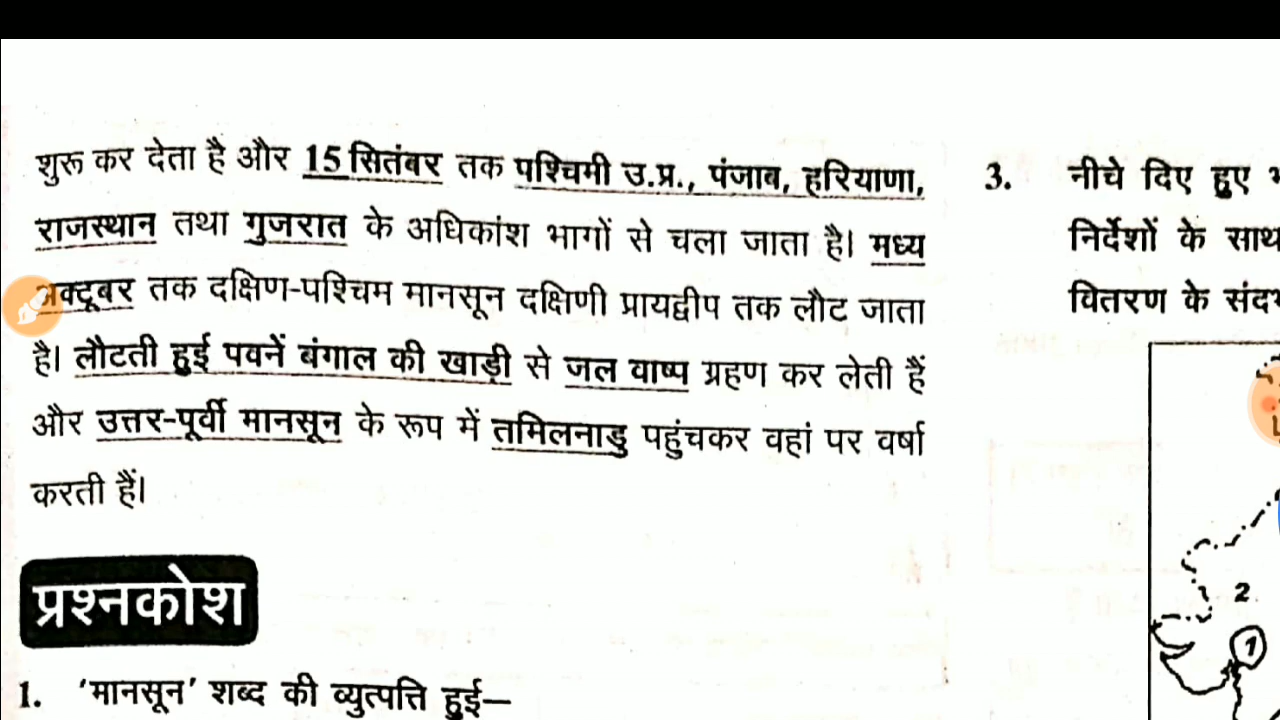 शुरू कर देता है और 15 सितंबर तक पश्चिमी उ.प्र., पंजाब, हरियाणा,
राजस्थान तथा गुजरात के अधिकांश भागों से चला जाता है। मध्य
अक्टूबर तक दक्षिण-पश्चिम मानसून दक्षिणी प्रायद्वीप तक लौट जाता
है। लौटती हुई पवनें बंगाल की खाड़ी से जल वाष्प ग्रहण कर लेती हैं
और उत्तर-पूर्वी मानसून के रूप में तमिलनाडु पहुंचकर वहां पर वर्षा
करती हैं।
प्रश्नकोश
1. 'मानसून' शब्द की व्युत्पत्ति हुई—
3. नीचे दिए हुए
निर्देशों के साथ
वितरण के
2
1